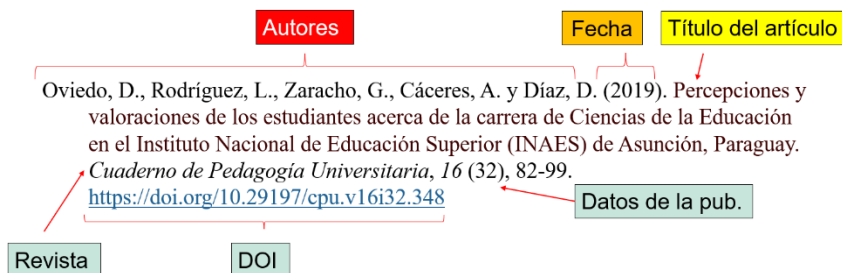 Autores
Fecha
Título del artículo
Oviedo, D., Rodríguez, L., Zaracho, G., Cáceres, A. y Díaz, D. (2019). Percepciones y
valoraciones de los estudiantes acerca de la carrera de Ciencias de la Educación
en el Instituto Nacional de Educación Superior (INAES) de Asunción, Paraguay.
Cuaderno de Pedagogía Universitaria, 16 (32), 82-99.
https://doi.org/10.29197/cpu.v16i32.348
Datos de la pub.
Revista
DOI